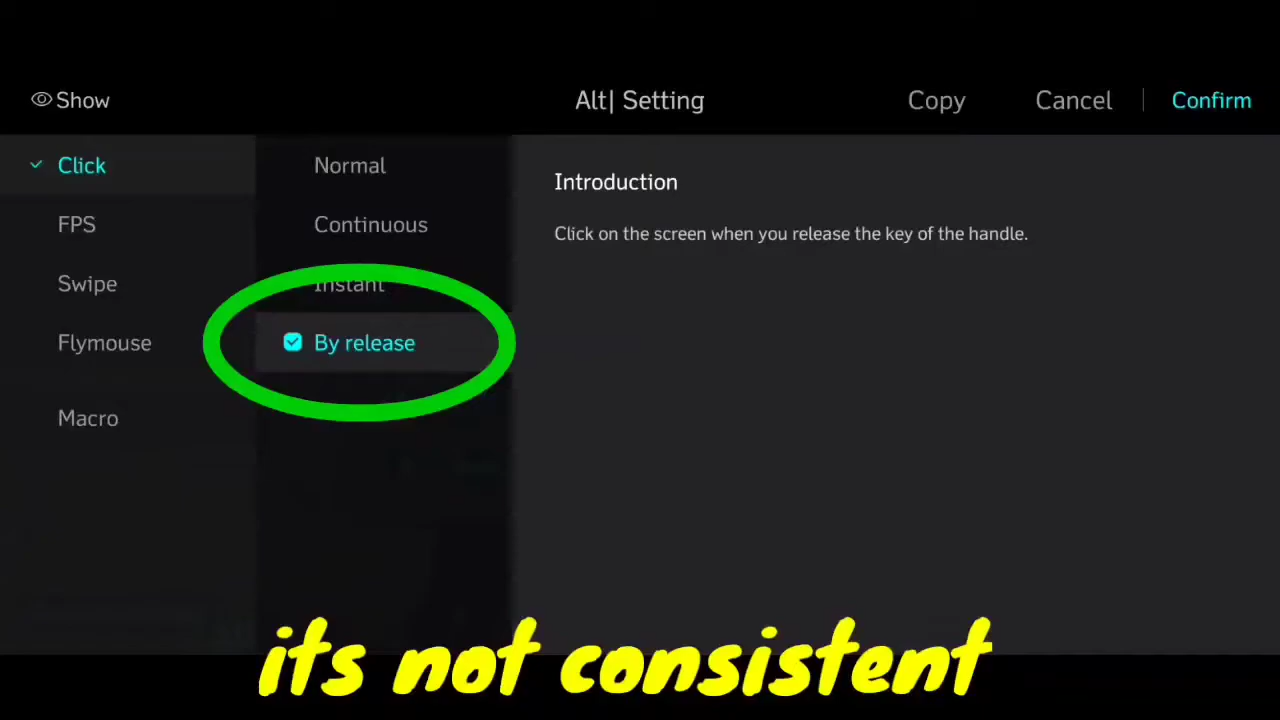 Show
Alt| Setting
Copy
Cancel
Confirm
Click
FPS
Swipe
Flymouse
Macro
Normal
Continuous
Instant
By release
Introduction
Click on the screen when you release the key of the handle.
its not consistent